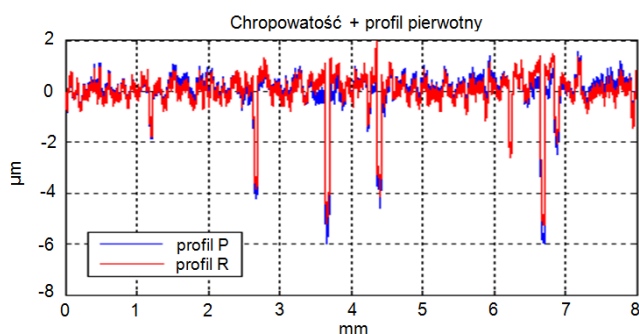 Chropowatość + profil pierwotny
2
0
-2
-4
-6
-8
µm
profil P
profil R
0 1 2 3 4 5 6 7 8
mm